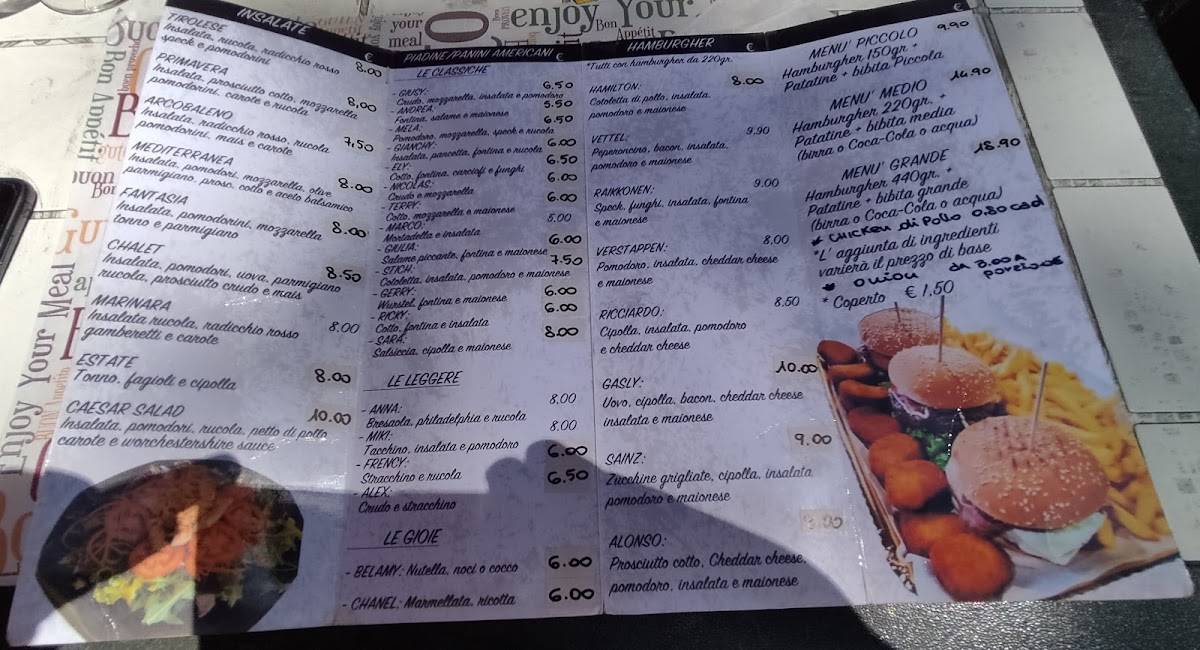 enjoy Your
Bon
Appétit
your
meal
Enjoy Your Meal
INSALATE
€
TIROLESE
Insalata, rucola, radicchio rosso
speck e pomodorini
8.00
PRIMAVERA
Insalata, prosciutto cotto, mozzarella
pomodorini, carote e rucola
8,00
ARCOBALENO
Insalata, radicchio rosso, rucola
pomodorini, mais e carote
7,50
MEDITERRANEA
Insalata, pomodori, mozzarella, olive
parmigiano, prosc. cotto e aceto balsamico
8.00
FANTASIA
Insalata, pomodorini, mozzarella
tonno e parmigiano
8.00
CHALET
Insalata, pomodori, uova, parmigiano
rucola, prosciutto crudo e mais
8.50
MARINARA
Insalata rucola, radicchio rosso
gamberetti e carote
8.00
ESTATE
Tonno, fagioli e cipolla
8.00
CAESAR SALAD
Insalata, pomodori, rucola, petto di pollo
carote e worchestershire sauce
10.00
PIADINE/PANINI AMERICANI €
LE CLASSICHE
- GIUSY: 6.50
Crudo, mozzarella, insalata e pomodoro
- ANDREA: 5.50
Fontina, salame e maionese
- MELA: 6.50
Pomodoro, mozzarella, speck e rucola
- GIANCHY: 6.00
Insalata, pancetta, fontina e rucola
- ELY: 6.50
Cotto, fontina, carciofi e funghi
- NICOLAS: 6.00
Crudo e mozzarella
- TERRY: 6.00
Cotto, mozzarella e maionese
- MARCO: 5.00
Mortadella e insalata
- GIULIA: 6.00
Salame piccante, fontina e maionese
- STICH: 7.50
Cotoletta, insalata, pomodoro e maionese
- GERRY: 6.00
Wurstel, fontina e maionese
- RICKY: 6.00
Cotto, fontina e insalata
- SARA: 8.00
Salsiccia, cipolla e maionese
LE LEGGERE
- ANNA: 8.00
Bresaola, philadelphia e rucola
- MIKI: 8.00
Tacchino, insalata e pomodoro
- FRENCY: 6.00
Stracchino e rucola
- ALEX: 6.50
Crudo e stracchino
LE GIOIE
- BELAMY: Nutella, noci o cocco 6.00
- CHANEL: Marmellata, ricotta 6.00
HAMBURGHER €
*Tutti con hamburgher da 220gr.
HAMILTON: 8.00
Cotoletta di pollo, insalata,
pomodoro e maionese
VETTEL: 9.90
Peperoncino, bacon, insalata,
pomodoro e maionese
RAIKKONEN: 9.00
Speck, funghi, insalata, fontina
e maionese
VERSTAPPEN: 8,00
Pomodoro, insalata, cheddar cheese
e maionese
RICCIARDO: 8.50
Cipolla, insalata, pomodoro
e cheddar cheese
GASLY: 10.00
Uovo, cipolla, bacon, cheddar cheese
insalata e maionese
SAINZ: 9.00
Zucchine grigliate, cipolla, insalata
pomodoro e maionese
ALONSO:
Prosciutto cotto, Cheddar cheese,
pomodoro, insalata e maionese
€
MENU' PICCOLO 9.90
Hamburgher 150gr. +
Patatine + bibita Piccola
MENU' MEDIO 14.90
Hamburgher 220gr. +
Patatine + bibita media
(birra o Coca-Cola o acqua)
MENU' GRANDE 18.90
Hamburgher 440gr. +
Patatine + bibita grande
(birra o Coca-Cola o acqua)
* CHICKEN di Pollo 0.80 cad
*L' aggiunta di ingredienti
varierà il prezzo di base
* Onion da 3.00 A
* Coperto € 1,50